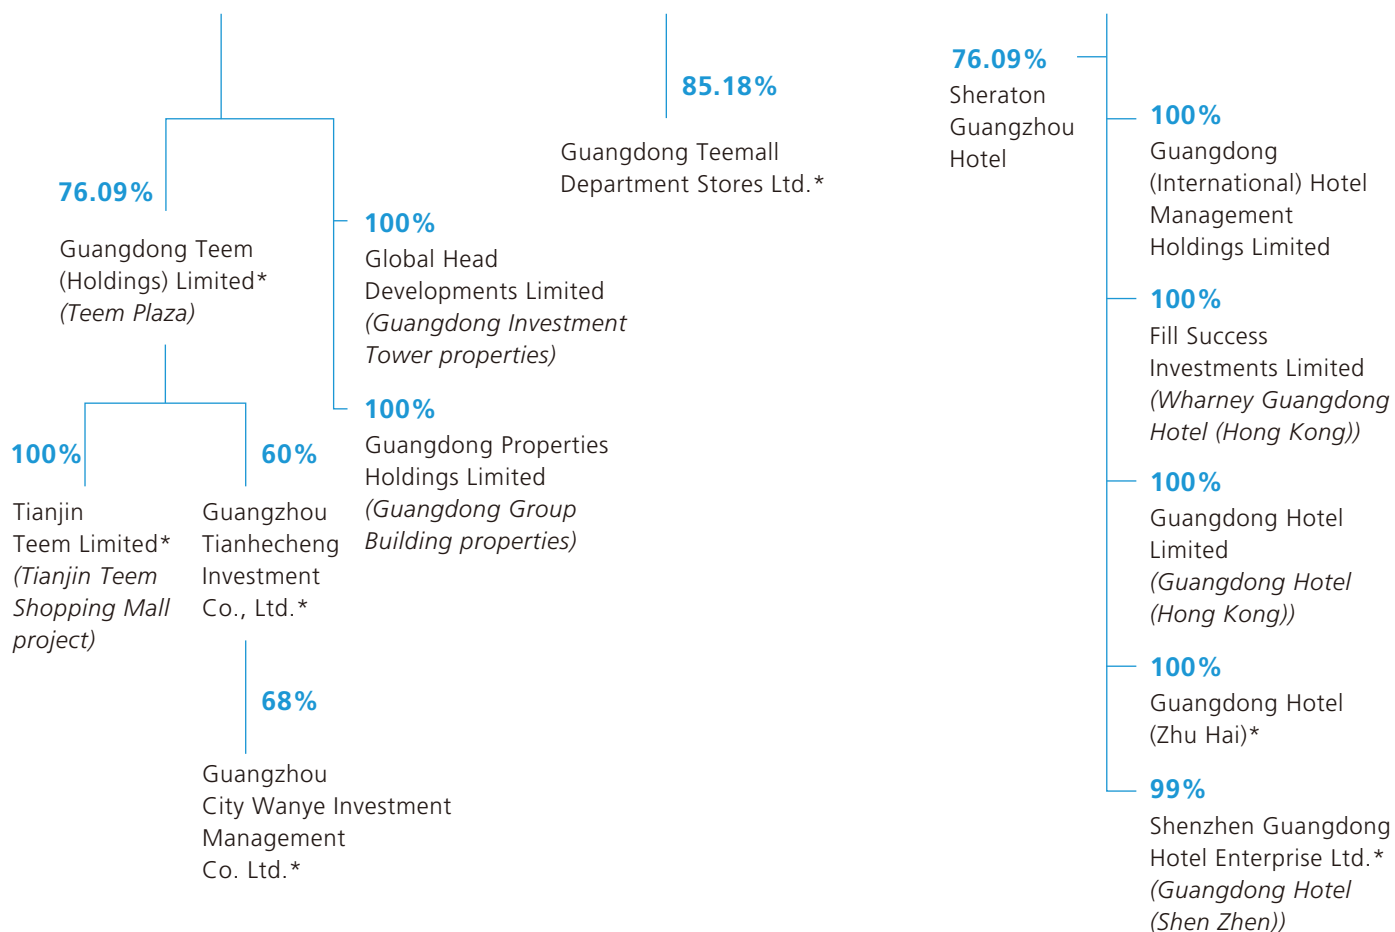 76.09%
Guangdong Teem
(Holdings) Limited*
(Teem Plaza)
100%
Tianjin
Teem Limited*
(Tianjin Teem
Shopping Mall
project)
60%
Guangzhou
Tianhecheng
Investment
Co., Ltd.*
68%
Guangzhou
City Wanye Investment
Management
Co. Ltd.*
100%
Global Head
Developments Limited
(Guangdong Investment
Tower properties)
100%
Guangdong Properties
Holdings Limited
(Guangdong Group
Building properties)
85.18%
Guangdong Teemall
Department Stores Ltd.*
76.09%
Sheraton
Guangzhou
Hotel
100%
Guangdong
(International) Hotel
Management
Holdings Limited
100%
Fill Success
Investments Limited
(Wharney Guangdong
Hotel (Hong Kong))
100%
Guangdong Hotel
Limited
(Guangdong Hotel
(Hong Kong))
100%
Guangdong Hotel
(Zhu Hai)*
99%
Shenzhen Guangdong
Hotel Enterprise Ltd.*
(Guangdong Hotel
(Shen Zhen))